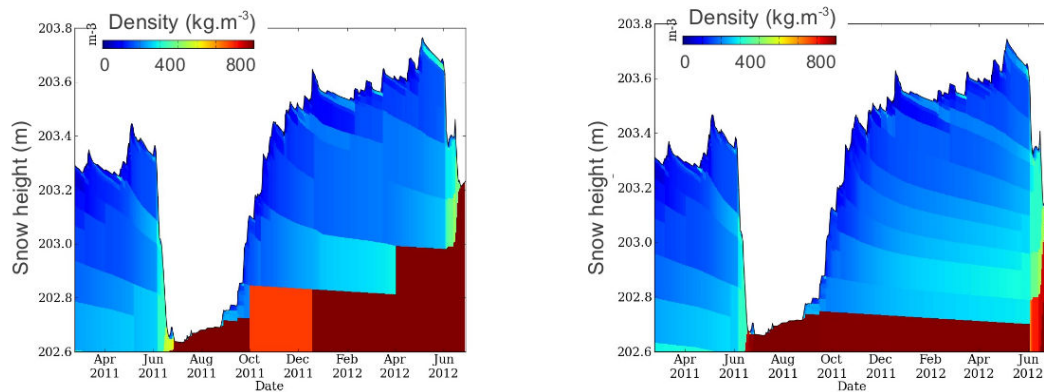 Density (kg.m⁻³)
m-3
0 400 800
Snow height (m)
203.8
203.6
203.4
203.2
203.0
202.8
202.6
Apr 2011
Jun 2011
Aug 2011
Oct 2011
Dec 2011
Feb 2012
Apr 2012
Jun 2012
Date
Density (kg.m⁻³)
m-3
0 400 800
Snow height (m)
203.8
203.6
203.4
203.2
203.0
202.8
202.6
Apr 2011
Jun 2011
Aug 2011
Oct 2011
Dec 2011
Feb 2012
Apr 2012
Jun 2012
Date